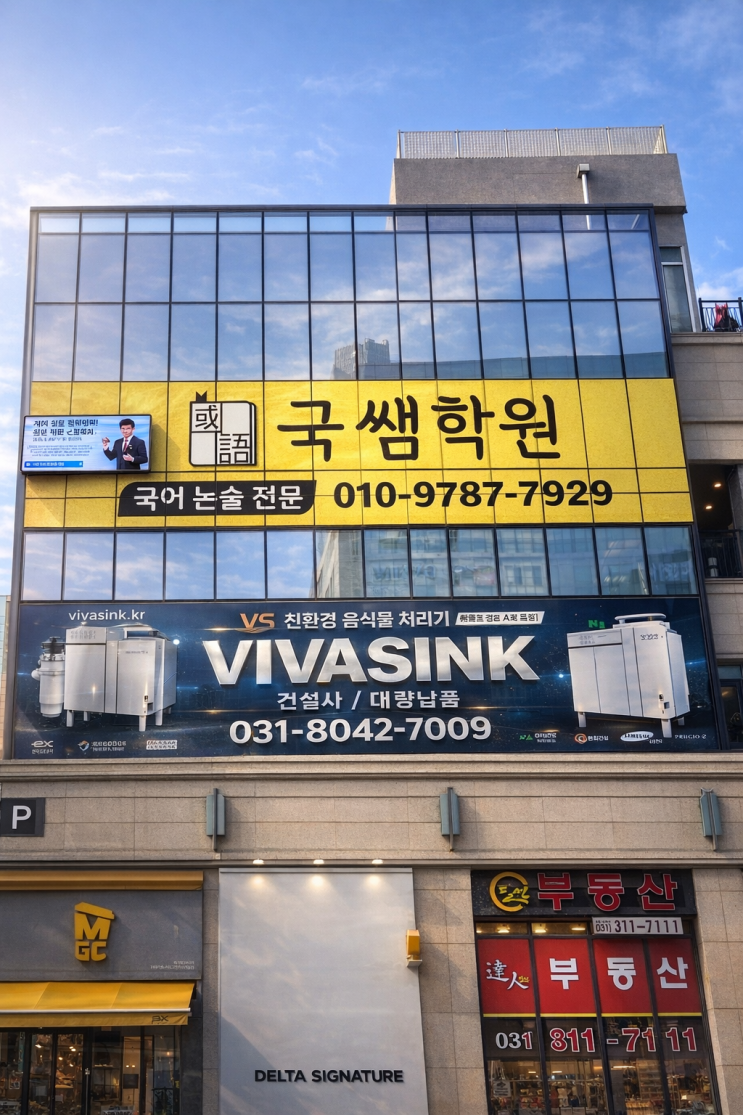 國
語
국쌤학원
국어 논술 전문
010-9787-7929
vivasink.kr
VS 친환경 음식물 처리기
VIVASINK
건설사 / 대량납품
031-8042-7009
ex
SAMSUNG
P
MGC
DELTA SIGNATURE
부동산
(031) 311-7111
達人
부동산
031 811-7111